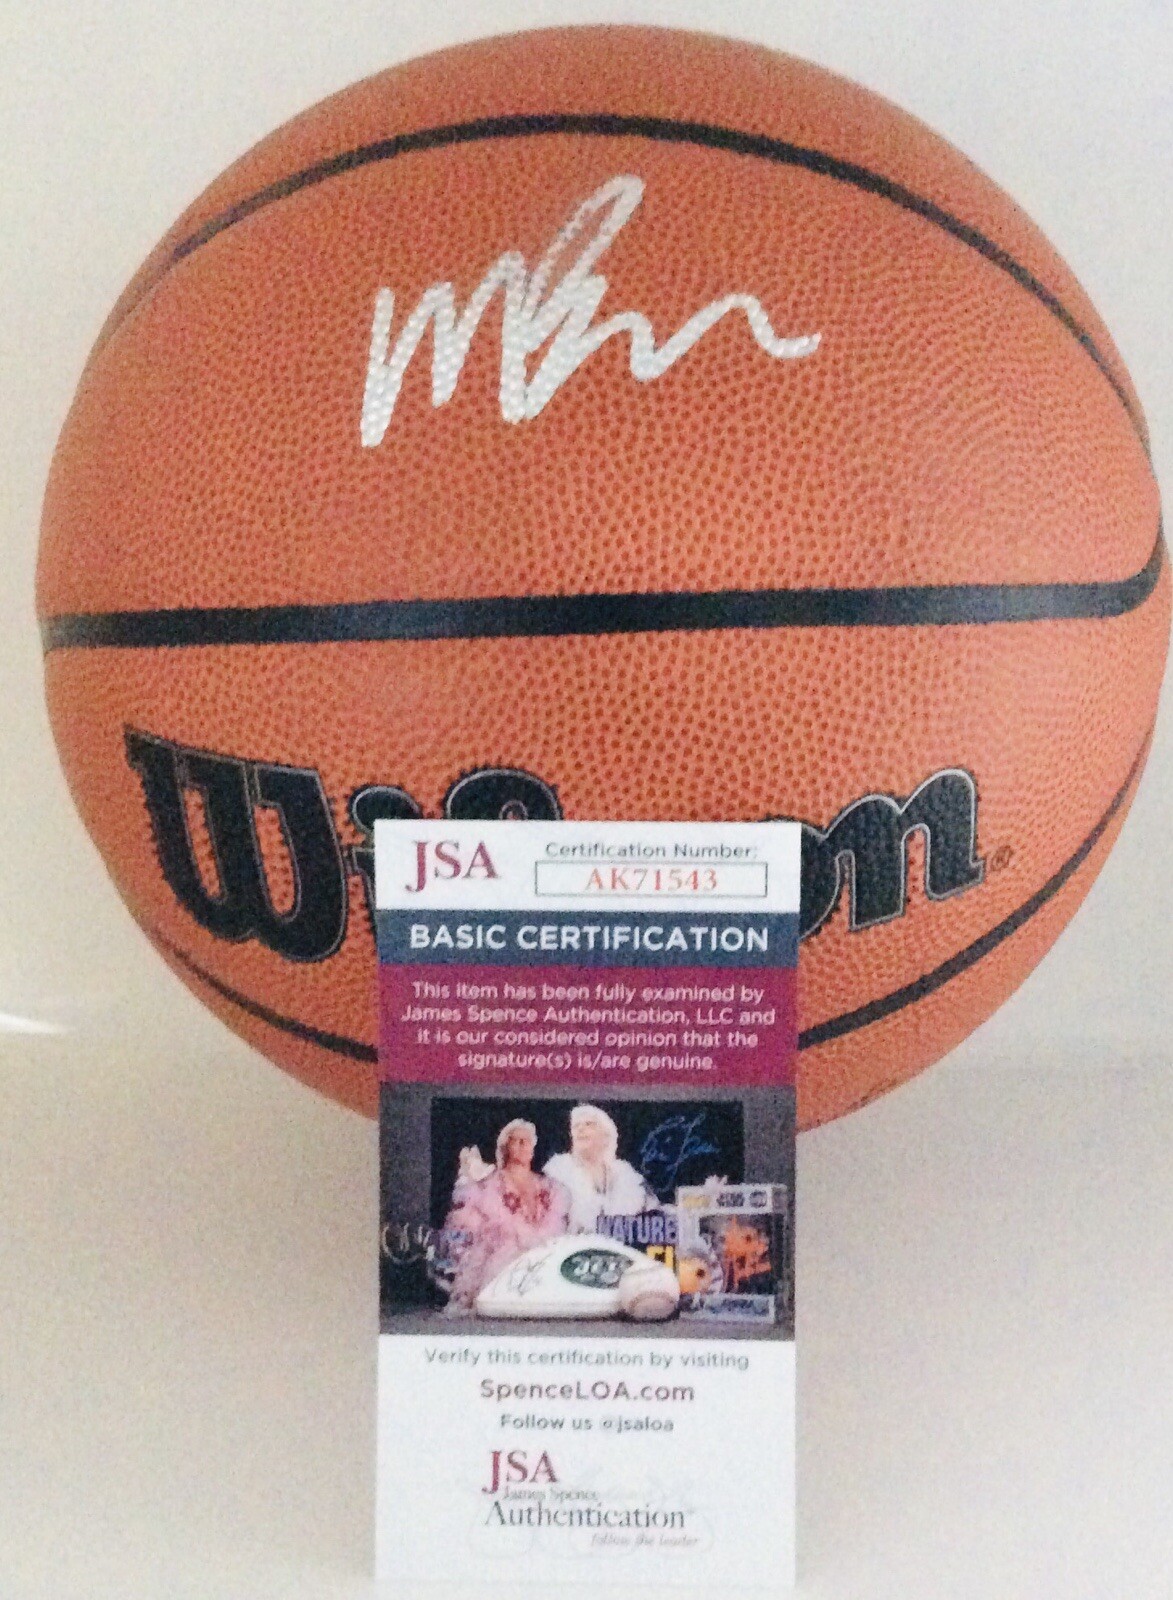 Wilson®
JSA
Certification Number:
AK71543
BASIC CERTIFICATION
This item has been fully examined by
James Spence Authentication, LLC and
it is our considered opinion that the
signature(s) is/are genuine.
NATURE
JETS
Verify this certification by visiting
SpenceLOA.com
Follow us @jsaloa
JSA
James Spence
Authentication
follow the leader